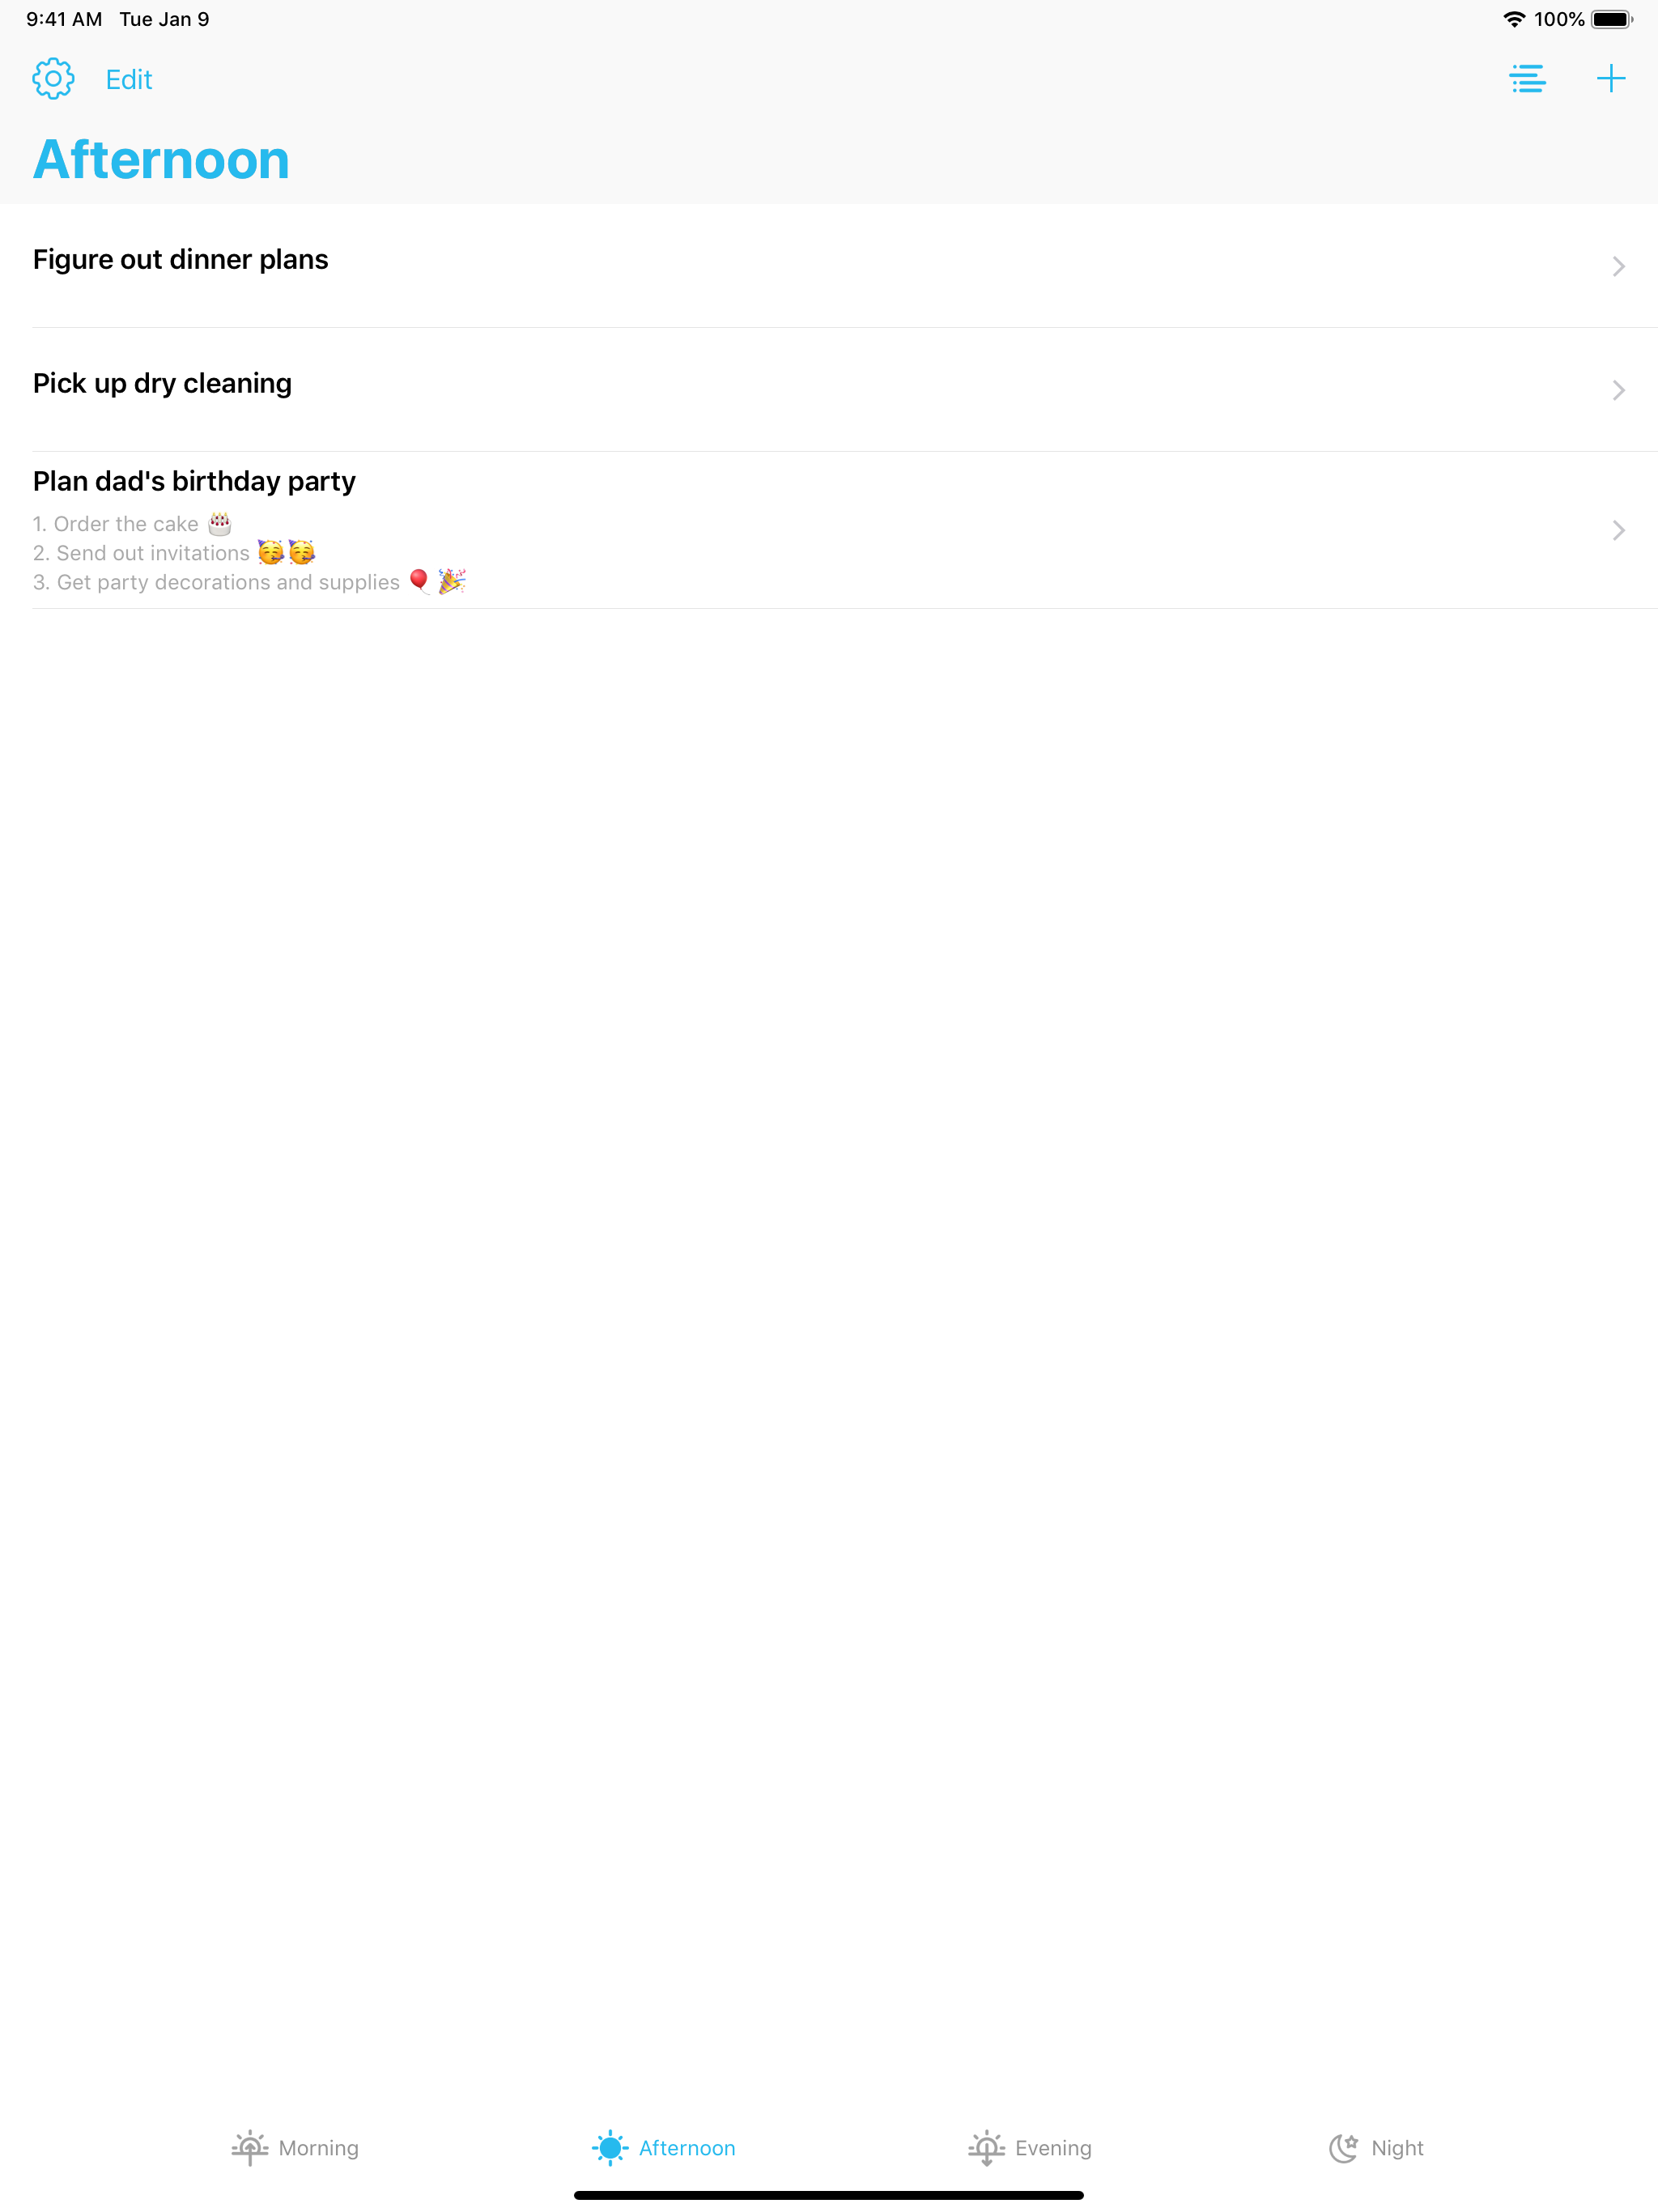 9:41 AM Tue Jan 9
100%
Edit
Afternoon
Figure out dinner plans
Pick up dry cleaning
Plan dad's birthday party
1. Order the cake 🎂
2. Send out invitations 🥳🥳
3. Get party decorations and supplies 🎈🎉
Morning
Afternoon
Evening
Night